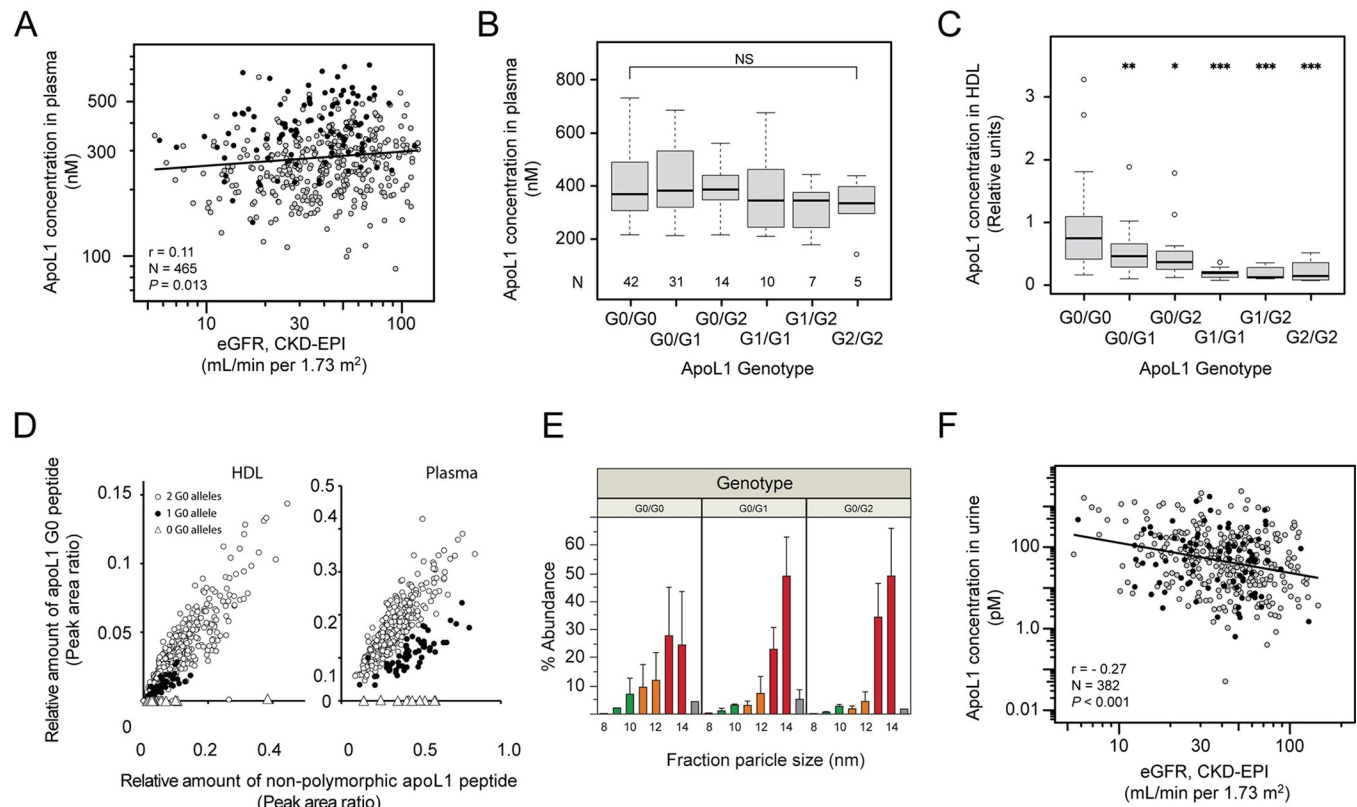 A
ApoL1 concentration in plasma
(nM)
500
300
100
r = 0.11
N = 465
P = 0.013
10
30
100
eGFR, CKD-EPI
(mL/min per 1.73 m²)
B
ApoL1 concentration in plasma
(nM)
800
600
400
200
NS
N
42
31
14
10
7
5
G0/G0
G0/G1
G0/G2
G1/G1
G1/G2
G2/G2
ApoL1 Genotype
C
ApoL1 concentration in HDL
(Relative units)
3
2
1
0
**
*
***
***
***
G0/G0
G0/G1
G0/G2
G1/G1
G1/G2
G2/G2
ApoL1 Genotype
D
Relative amount of apoL1 G0 peptide
(Peak area ratio)
HDL
0.15
0.1
0.05
0
2 G0 alleles
1 G0 allele
0 G0 alleles
0
0.2
0.4
Plasma
0.5
0.4
0.3
0.2
0.1
0
0
0.5
1.0
Relative amount of non-polymorphic apoL1 peptide
(Peak area ratio)
E
Genotype
G0/G0
G0/G1
G0/G2
% Abundance
60
50
40
30
20
10
8 10 12 14
8 10 12 14
8 10 12 14
Fraction paricle size (nm)
F
ApoL1 concentration in urine
(pM)
100
1.0
0.01
r = - 0.27
N = 382
P < 0.001
10
30
100
eGFR, CKD-EPI
(mL/min per 1.73 m²)